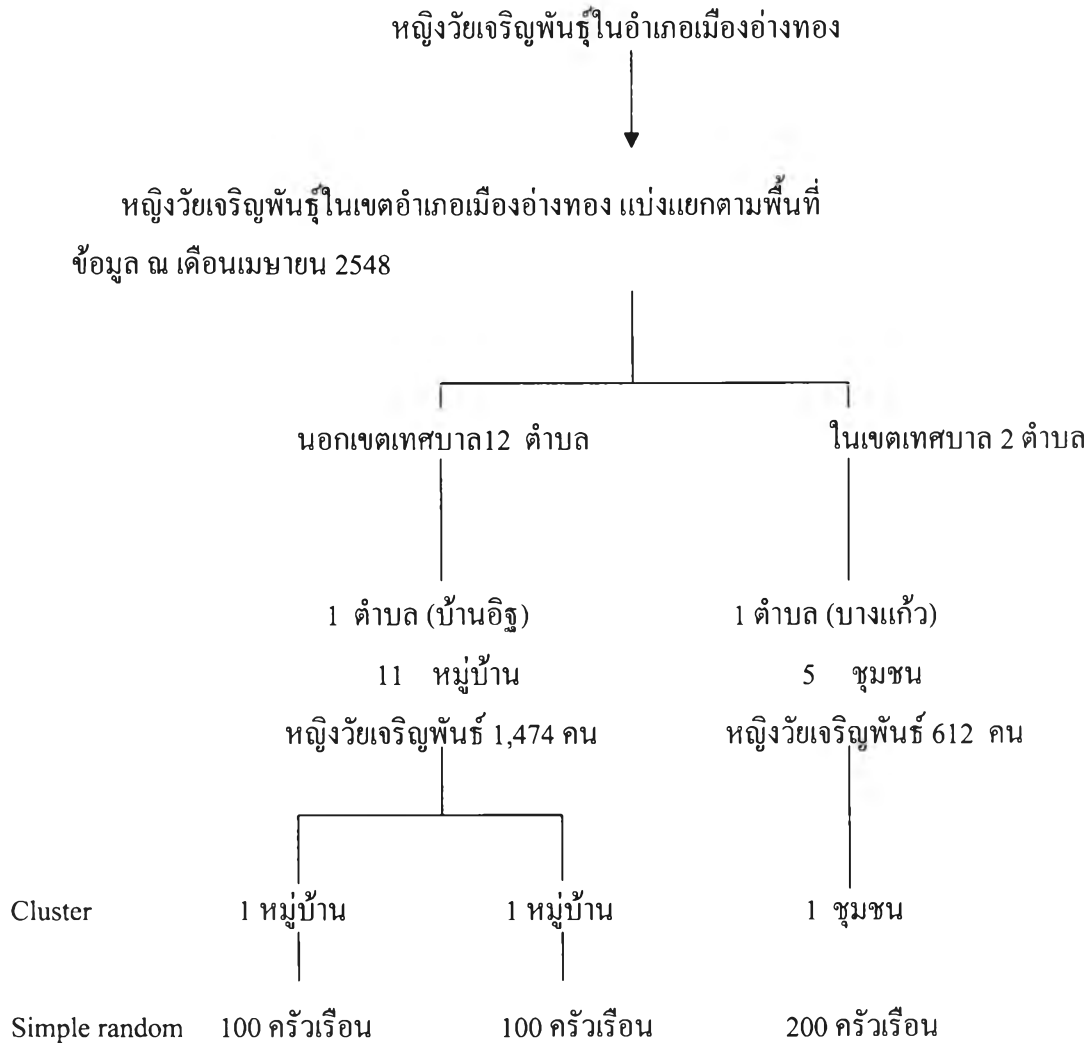 หญิงวัยเจริญพันธุ์ในอำเภอเมืองอ่างทอง
หญิงวัยเจริญพันธุ์ในเขตอำเภอเมืองอ่างทอง แบ่งแยกตามพื้นที่
ข้อมูล ณ เดือนเมษายน 2548
นอกเขตเทศบาล12 ตำบล ในเขตเทศบาล 2 ตำบล
1 ตำบล (บ้านอิฐ) 1 ตำบล (บางแก้ว)
11 หมู่บ้าน 5 ชุมชน
หญิงวัยเจริญพันธ์ 1,474 คน หญิงวัยเจริญพันธ์ 612 คน
Cluster 1 หมู่บ้าน 1 หมู่บ้าน 1 ชุมชน
Simple random 100 ครัวเรือน 100 ครัวเรือน 200 ครัวเรือน